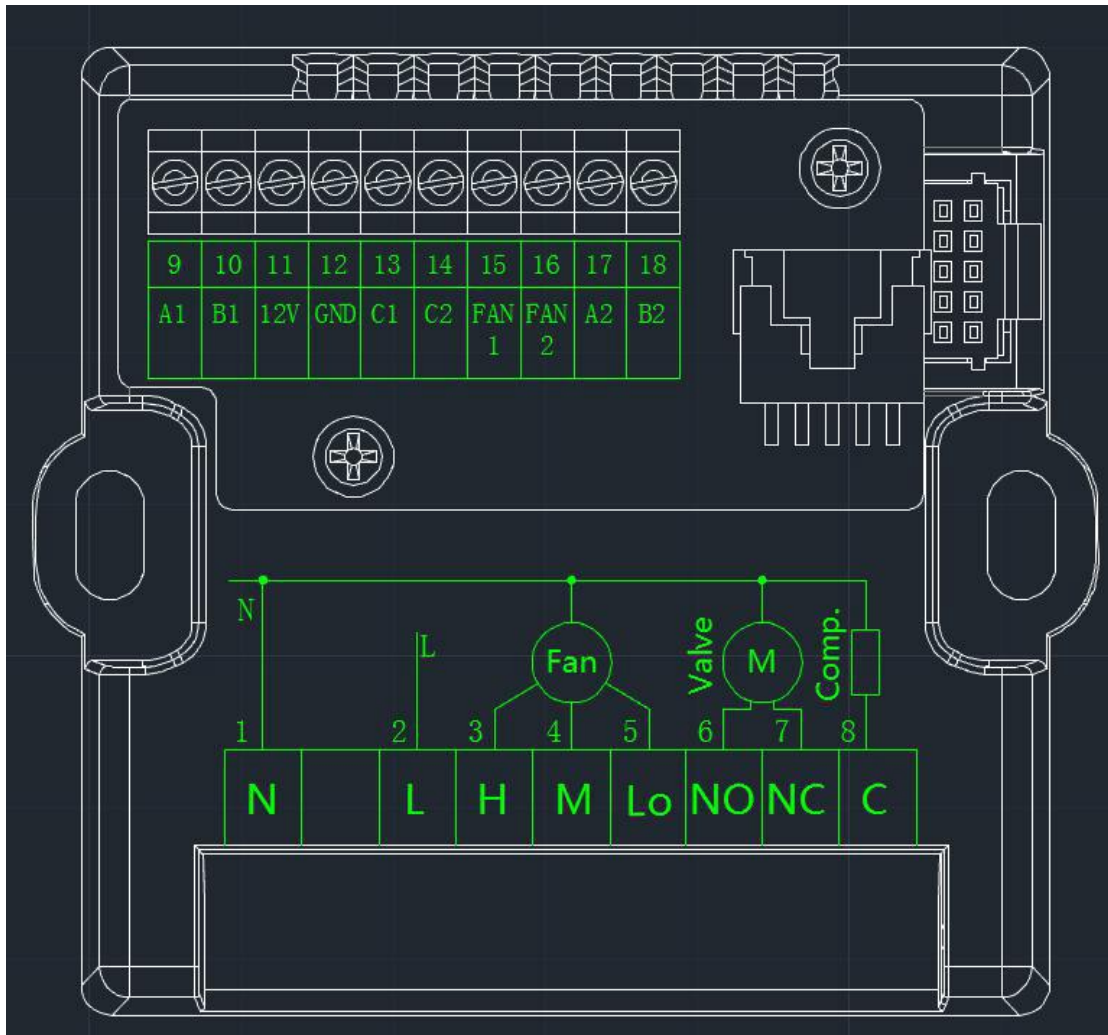 9 10 11 12 13 14 15 16 17 18
A1 B1 12V GND C1 C2 FAN 1 FAN 2 A2 B2
N
L
Fan
Valve
M
Comp.
1 2 3 4 5 6 7 8
N L H M Lo NO NC C